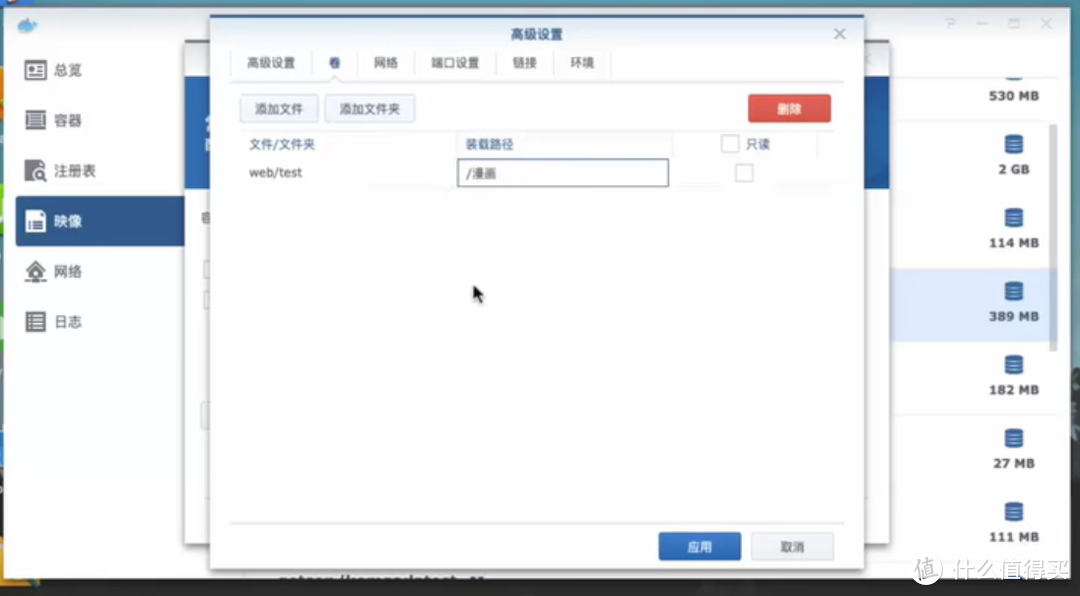 高级设置
高级设置 卷 网络 端口设置 链接 环境
添加文件 添加文件夹 删除
文件/文件夹 装载路径 只读
web/test /漫画
应用 取消
总览
容器
注册表
映像
网络
日志
530 MB
2 GB
114 MB
389 MB
182 MB
27 MB
111 MB
值 什么值得买